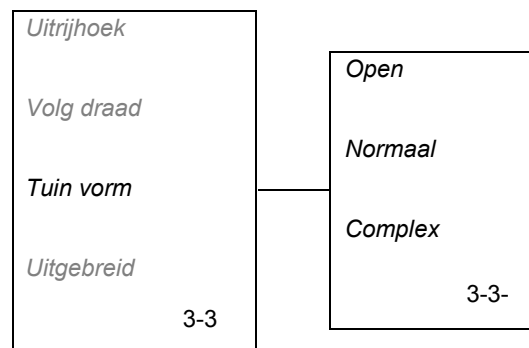 Uitrijhoek
Volg draad
Tuin vorm
Uitgebreid
3-3
Open
Normaal
Complex
3-3-